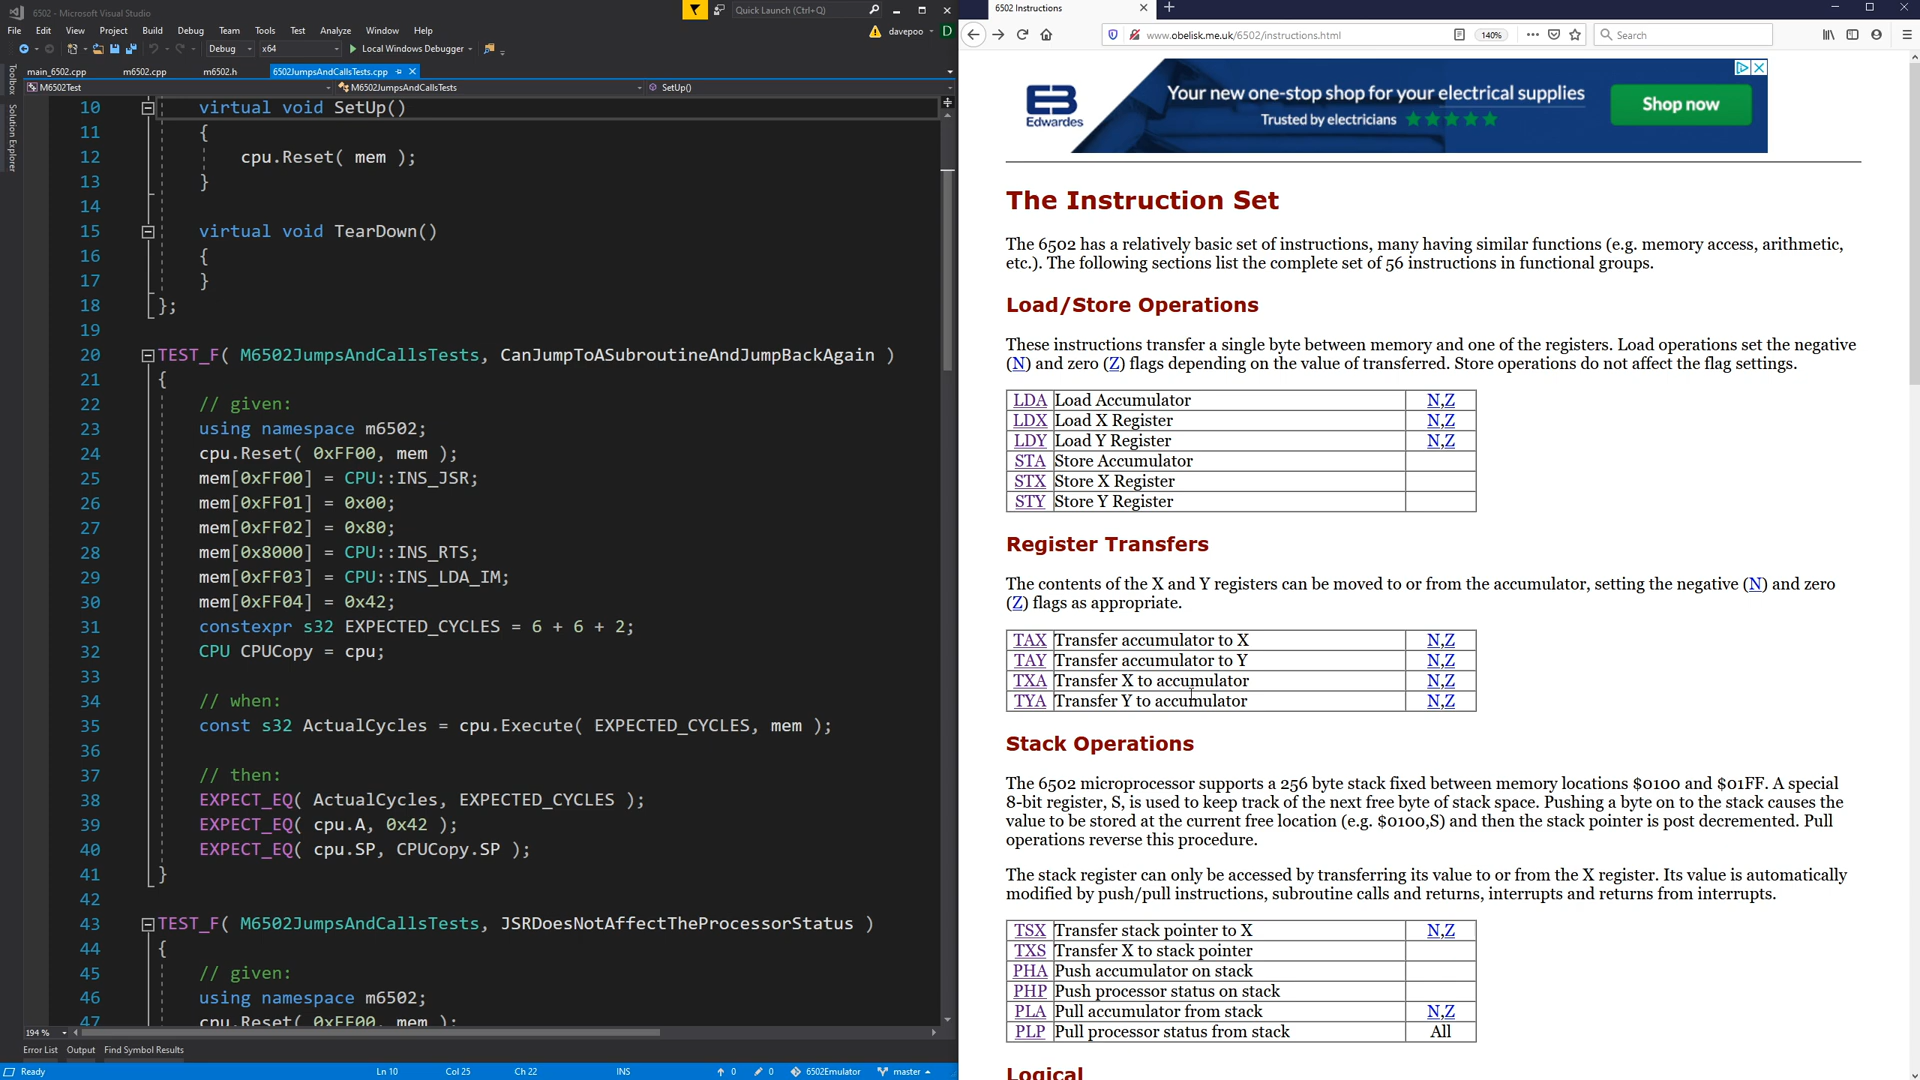 6502 - Microsoft Visual Studio
Quick Launch (Ctrl+Q)
File Edit View Project Build Debug Team Tools Test Analyze Window Help
davepoo D
Debug x64 Local Windows Debugger
main_6502.cpp m6502.cpp m6502.h 6502JumpsAndCallsTests.cpp
M6502Test M6502JumpsAndCallsTests SetUp()
Toolbox
Solution Explorer
10 virtual void SetUp()
11 {
12 cpu.Reset( mem );
13 }
14
15 virtual void TearDown()
16 {
17 }
18 };
19
20 TEST_F( M6502JumpsAndCallsTests, CanJumpToASubroutineAndJumpBackAgain )
21 {
22 // given:
23 using namespace m6502;
24 cpu.Reset( 0xFF00, mem );
25 mem[0xFF00] = CPU::INS_JSR;
26 mem[0xFF01] = 0x00;
27 mem[0xFF02] = 0x80;
28 mem[0x8000] = CPU::INS_RTS;
29 mem[0xFF03] = CPU::INS_LDA_IM;
30 mem[0xFF04] = 0x42;
31 constexpr s32 EXPECTED_CYCLES = 6 + 6 + 2;
32 CPU CPUCopy = cpu;
33
34 // when:
35 const s32 ActualCycles = cpu.Execute( EXPECTED_CYCLES, mem );
36
37 // then:
38 EXPECT_EQ( ActualCycles, EXPECTED_CYCLES );
39 EXPECT_EQ( cpu.A, 0x42 );
40 EXPECT_EQ( cpu.SP, CPUCopy.SP );
41 }
42
43 TEST_F( M6502JumpsAndCallsTests, JSRDoesNotAffectTheProcessorStatus )
44 {
45 // given:
46 using namespace m6502;
47 cpu.Reset( 0xFF00, mem );
194 %
Error List Output Find Symbol Results
Ready Ln 10 Col 25 Ch 22 INS 0 0 6502Emulator master
6502 Instructions
www.obelisk.me.uk/6502/instructions.html 140% Search
Edwardes
Your new one-stop shop for your electrical supplies
Trusted by electricians
Shop now
The Instruction Set
The 6502 has a relatively basic set of instructions, many having similar functions (e.g. memory access, arithmetic,
etc.). The following sections list the complete set of 56 instructions in functional groups.
Load/Store Operations
These instructions transfer a single byte between memory and one of the registers. Load operations set the negative
(N) and zero (Z) flags depending on the value of transferred. Store operations do not affect the flag settings.
LDA Load Accumulator N,Z
LDX Load X Register N,Z
LDY Load Y Register N,Z
STA Store Accumulator
STX Store X Register
STY Store Y Register
Register Transfers
The contents of the X and Y registers can be moved to or from the accumulator, setting the negative (N) and zero
(Z) flags as appropriate.
TAX Transfer accumulator to X N,Z
TAY Transfer accumulator to Y N,Z
TXA Transfer X to accumulator N,Z
TYA Transfer Y to accumulator N,Z
Stack Operations
The 6502 microprocessor supports a 256 byte stack fixed between memory locations $0100 and $01FF. A special
8-bit register, S, is used to keep track of the next free byte of stack space. Pushing a byte on to the stack causes the
value to be stored at the current free location (e.g. $0100,S) and then the stack pointer is post decremented. Pull
operations reverse this procedure.
The stack register can only be accessed by transferring its value to or from the X register. Its value is automatically
modified by push/pull instructions, subroutine calls and returns, interrupts and returns from interrupts.
TSX Transfer stack pointer to X N,Z
TXS Transfer X to stack pointer
PHA Push accumulator on stack
PHP Push processor status on stack
PLA Pull accumulator from stack N,Z
PLP Pull processor status from stack All
Logical